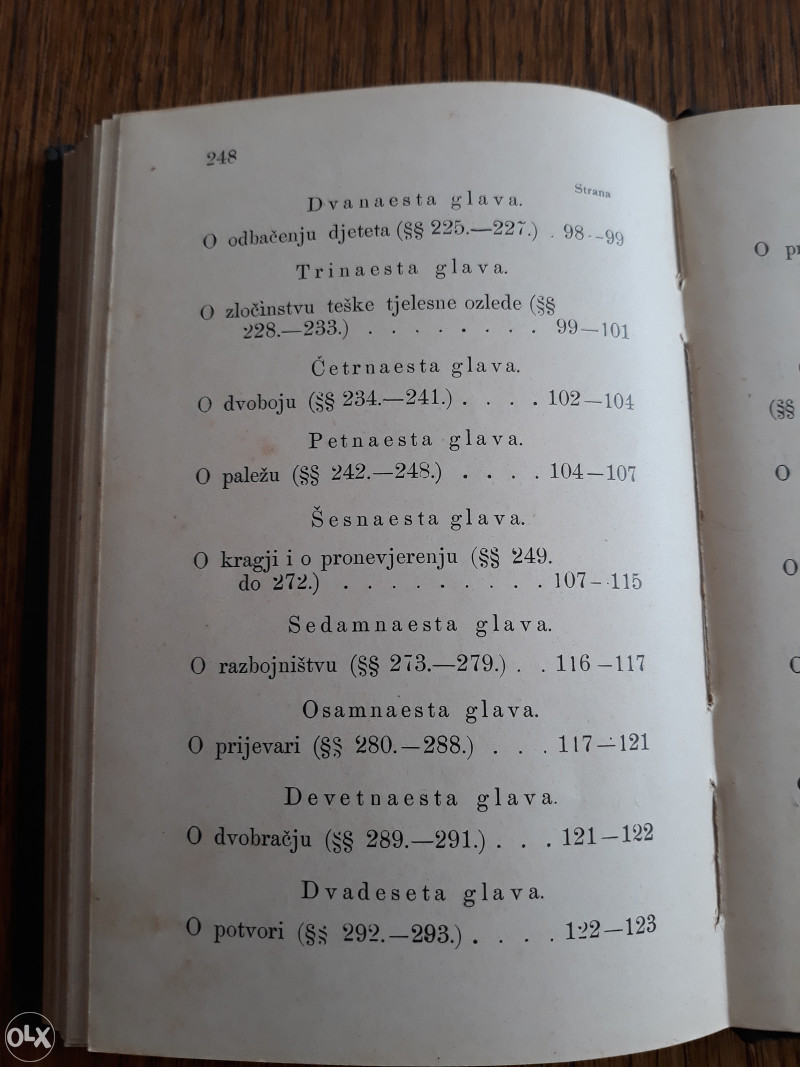 248
Strana
Dvanaesta glava.
O odbačenju djeteta (§§ 225.—227.) . 98--99
Trinaesta glava.
O zločinstvu teške tjelesne ozlede (§§
228.—233.) . . . . . . . . 99—101
Četrnaesta glava.
O dvoboju (§§ 234.—241.) . . . . 102—104
Petnaesta glava.
O paležu (§§ 242.—248.) . . . . 104—107
Šesnaesta glava.
O kragji i o pronevjerenju (§§ 249.
do 272.) . . . . . . . . . 107—115
Sedamnaesta glava.
O razbojništvu (§§ 273.—279.) . . 116—117
Osamnaesta glava.
O prijevari (§§ 280.—288.) . . . 117—121
Devetnaesta glava.
O dvobračju (§§ 289.—291.) . . . 121—122
Dvadeseta glava.
O potvori (§§ 292.—293.) . . . . 122—123
O
(§§
O
O
OLX